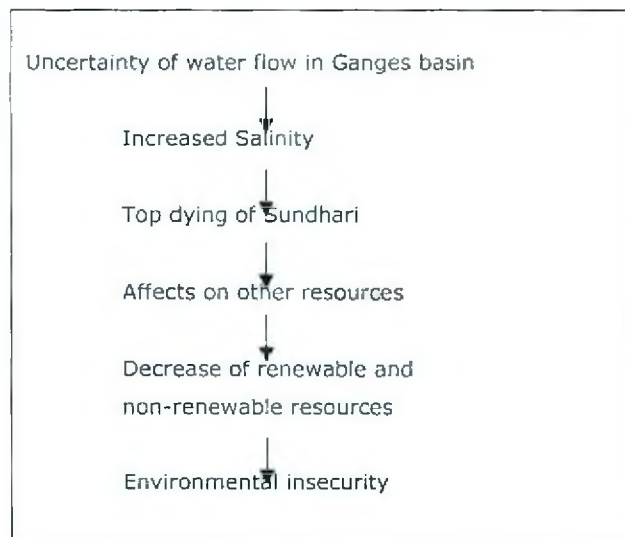 Uncertainty of water flow in Ganges basin
Increased Salinity
Top dying of Sundhari
Affects on other resources
Decrease of renewable and
non-renewable resources
Environmental insecurity